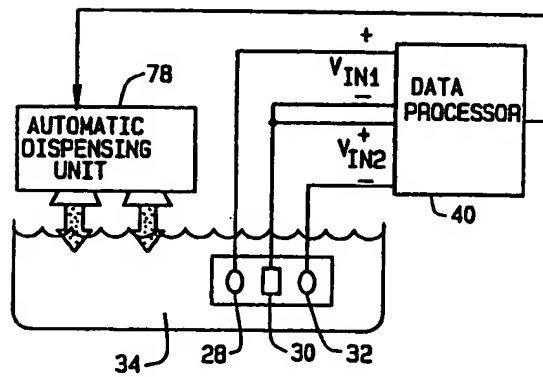 78
AUTOMATIC
DISPENSING
UNIT
+
VIN1
−
+
VIN2
−
DATA
PROCESSOR
40
34
28
30
32